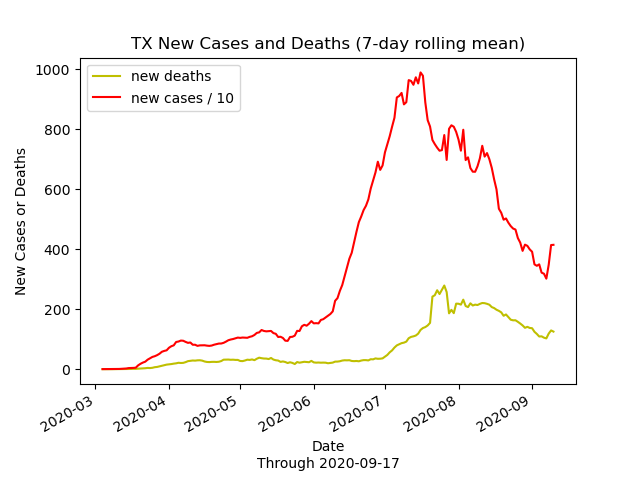 TX New Cases and Deaths (7-day rolling mean)
new deaths
new cases / 10
1000
800
600
400
200
0
New Cases or Deaths
2020-03
2020-04
2020-05
2020-06
2020-07
2020-08
2020-09
Date
Through 2020-09-17